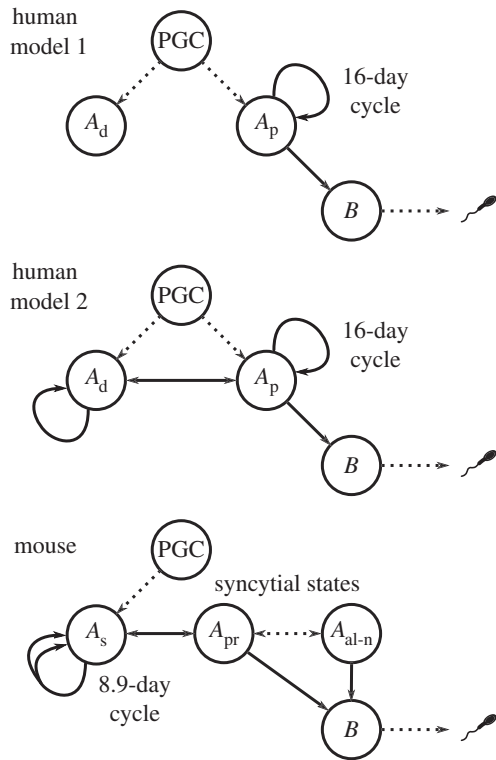 human
model 1
PGC
A_d
A_p
16-day
cycle
B
human
model 2
PGC
A_d
A_p
16-day
cycle
B
mouse
PGC
syncytial states
A_s
A_pr
A_al-n
8.9-day
cycle
B